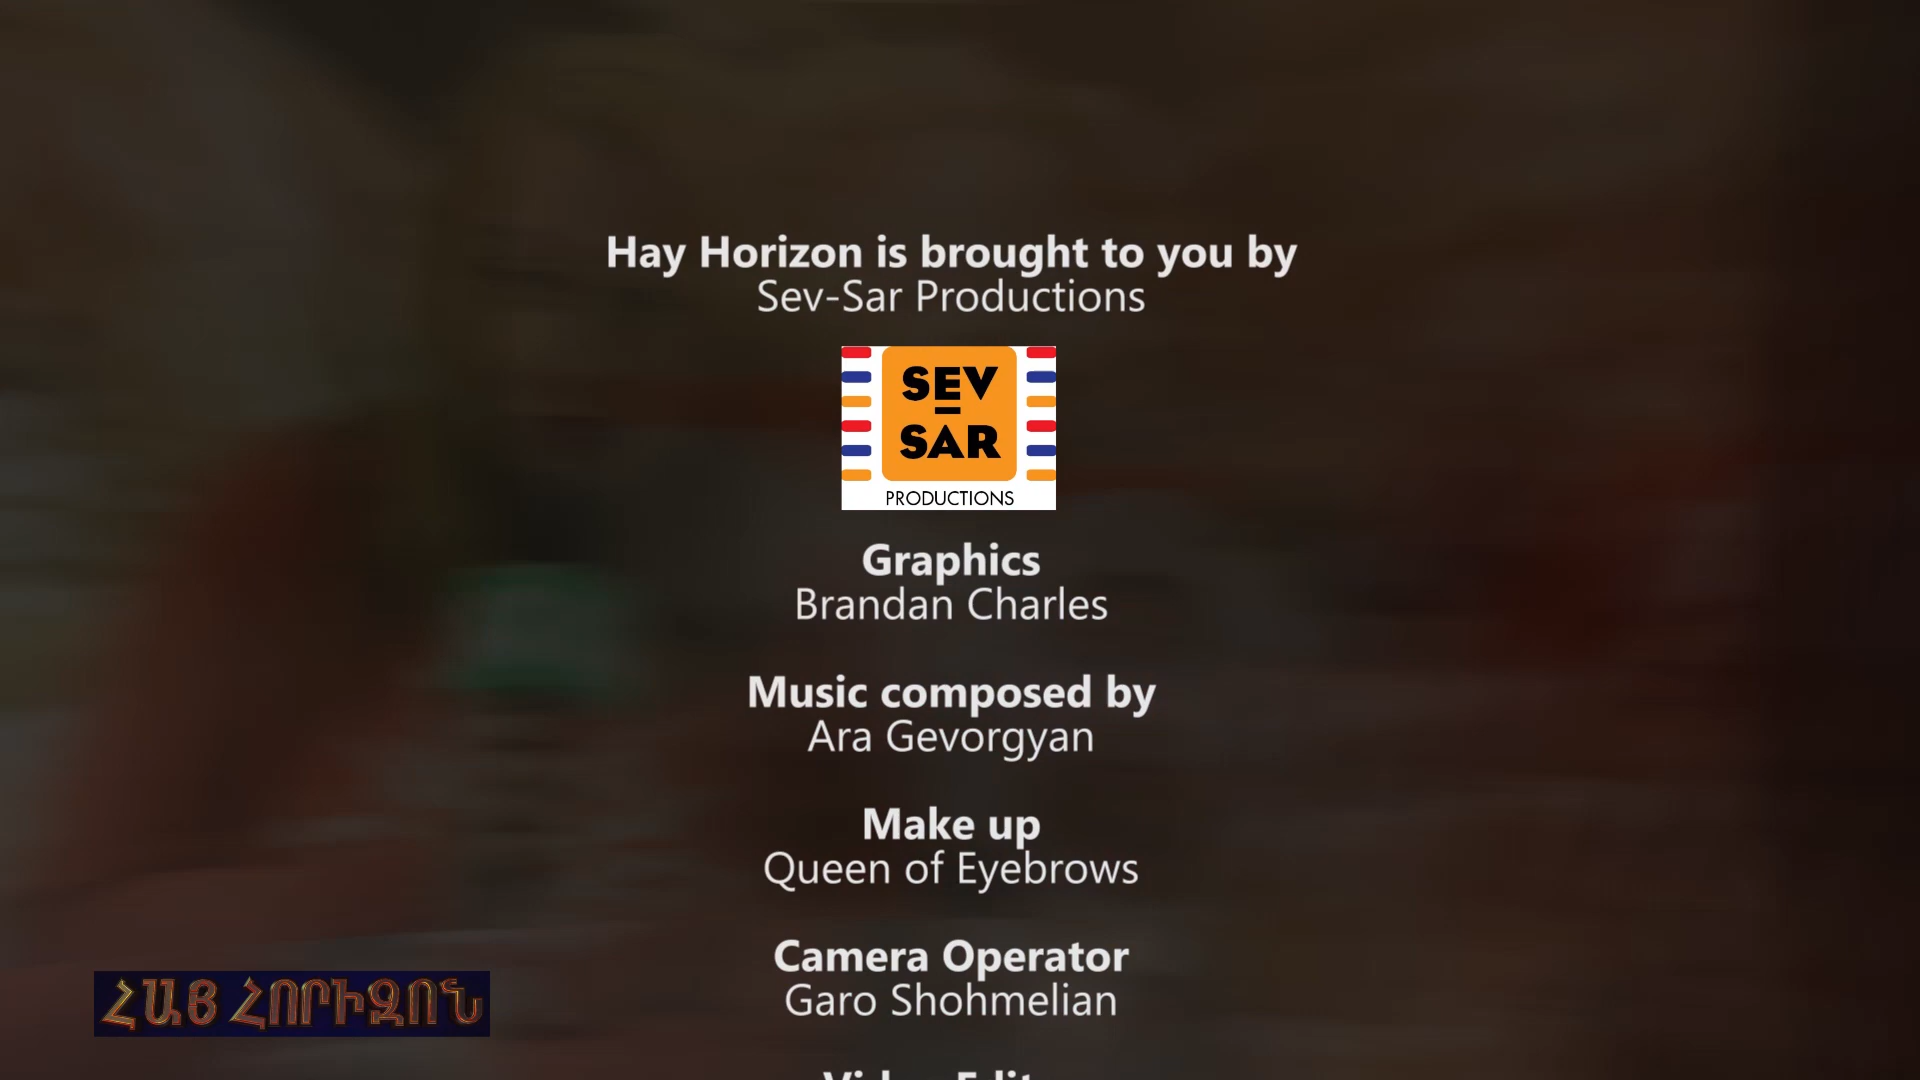 Hay Horizon is brought to you by
Sev-Sar Productions
SEV
SAR
PRODUCTIONS
Graphics
Brandan Charles
Music composed by
Ara Gevorgyan
Make up
Queen of Eyebrows
Camera Operator
Garo Shohmelian
ՀԱՅ ՀՈՐԻԶՈՆ